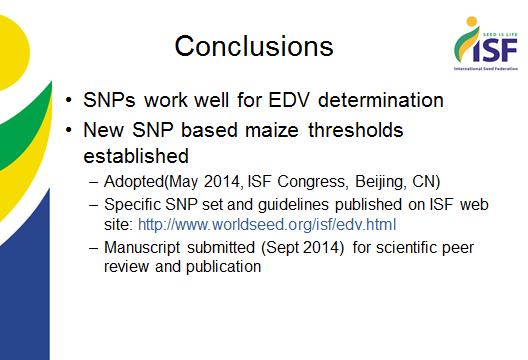 SEED IS LIFE
ISF
International Seed Federation
Conclusions
• SNPs work well for EDV determination
• New SNP based maize thresholds
established
– Adopted(May 2014, ISF Congress, Beijing, CN)
– Specific SNP set and guidelines published on ISF web
site: http://www.worldseed.org/isf/edv.html
– Manuscript submitted (Sept 2014) for scientific peer
review and publication